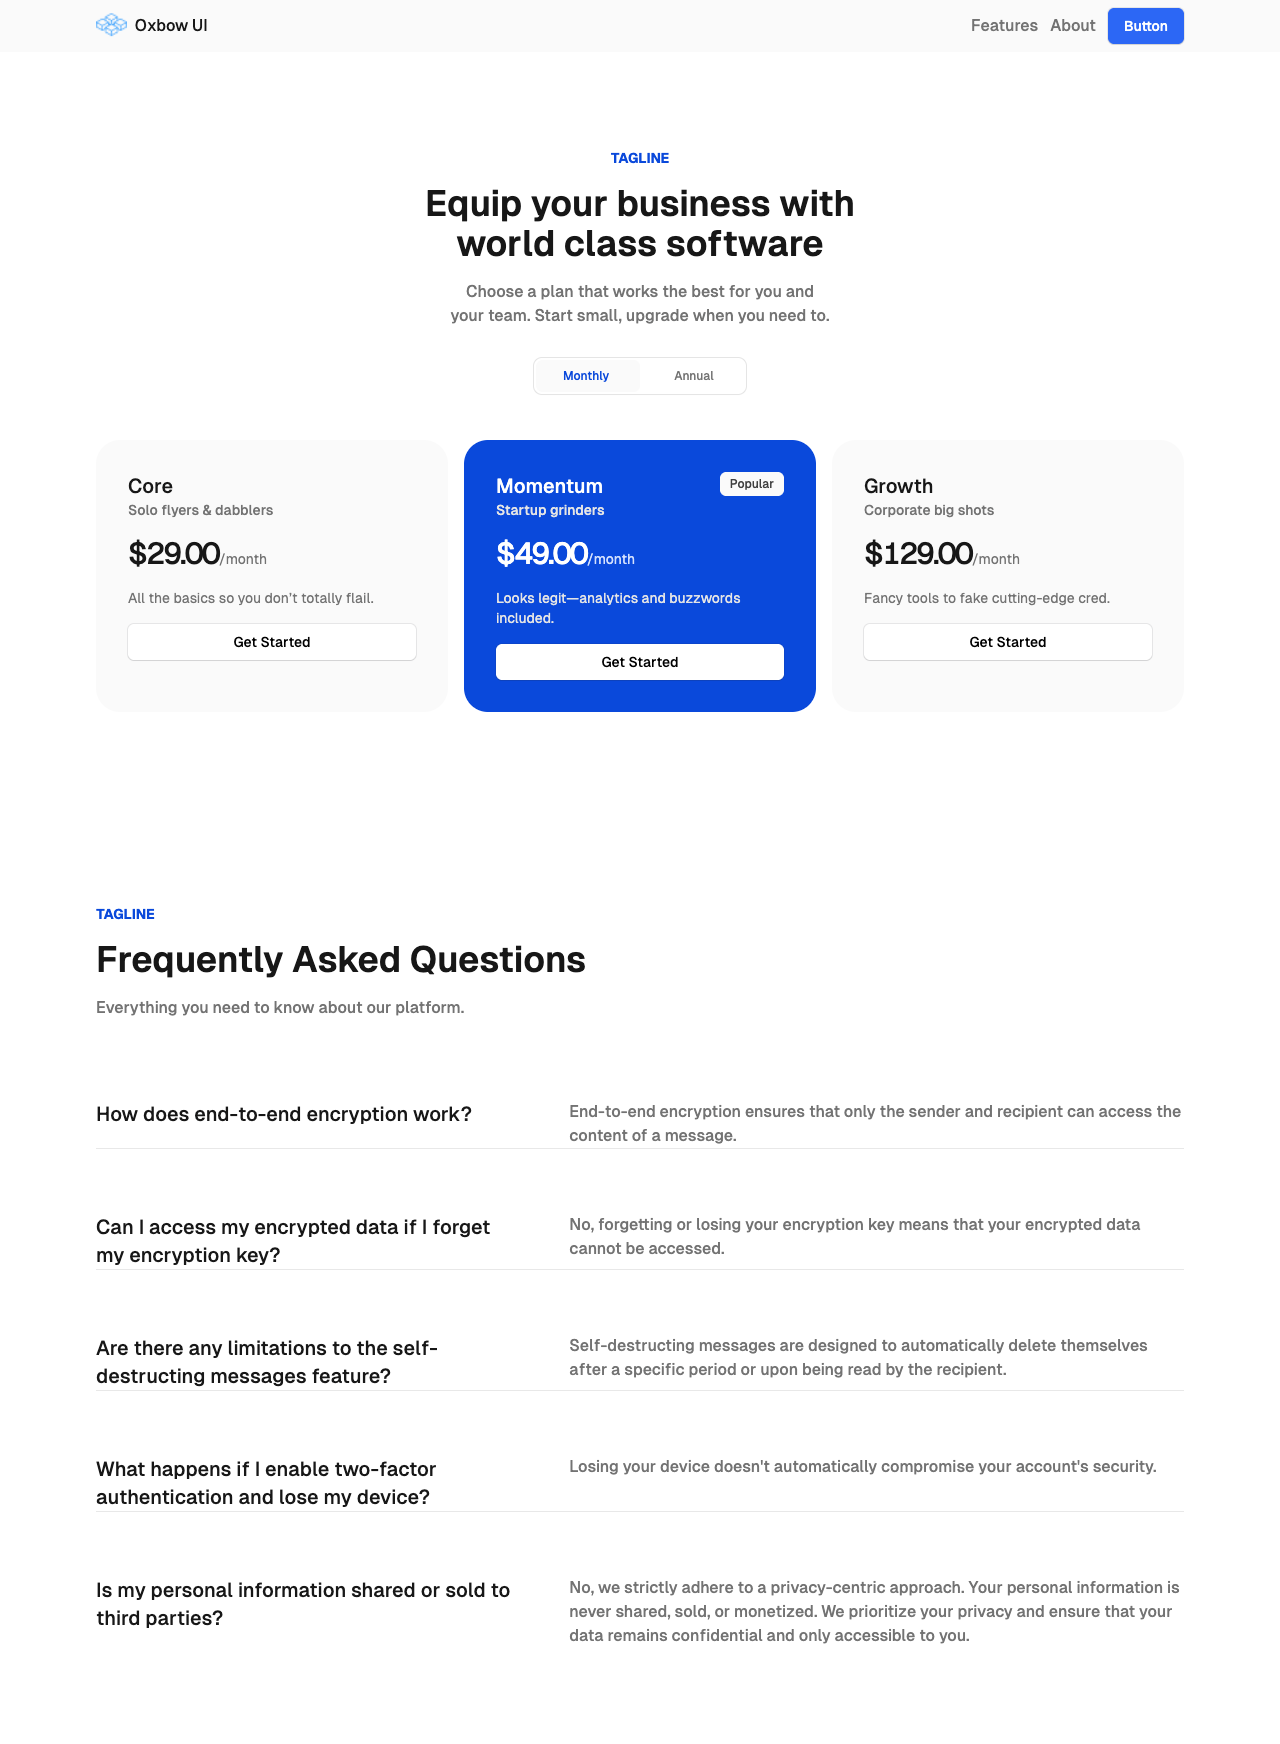 Oxbow UI
Features About Button
TAGLINE
Equip your business with
world class software
Choose a plan that works the best for you and
your team. Start small, upgrade when you need to.
Monthly Annual
Core
Solo flyers & dabblers
$29.00/month
All the basics so you don’t totally flail.
Get Started
Momentum Popular
Startup grinders
$49.00/month
Looks legit—analytics and buzzwords
included.
Get Started
Growth
Corporate big shots
$129.00/month
Fancy tools to fake cutting-edge cred.
Get Started
TAGLINE
Frequently Asked Questions
Everything you need to know about our platform.
How does end-to-end encryption work?
End-to-end encryption ensures that only the sender and recipient can access the
content of a message.
Can I access my encrypted data if I forget
my encryption key?
No, forgetting or losing your encryption key means that your encrypted data
cannot be accessed.
Are there any limitations to the self-
destructing messages feature?
Self-destructing messages are designed to automatically delete themselves
after a specific period or upon being read by the recipient.
What happens if I enable two-factor
authentication and lose my device?
Losing your device doesn't automatically compromise your account's security.
Is my personal information shared or sold to
third parties?
No, we strictly adhere to a privacy-centric approach. Your personal information is
never shared, sold, or monetized. We prioritize your privacy and ensure that your
data remains confidential and only accessible to you.